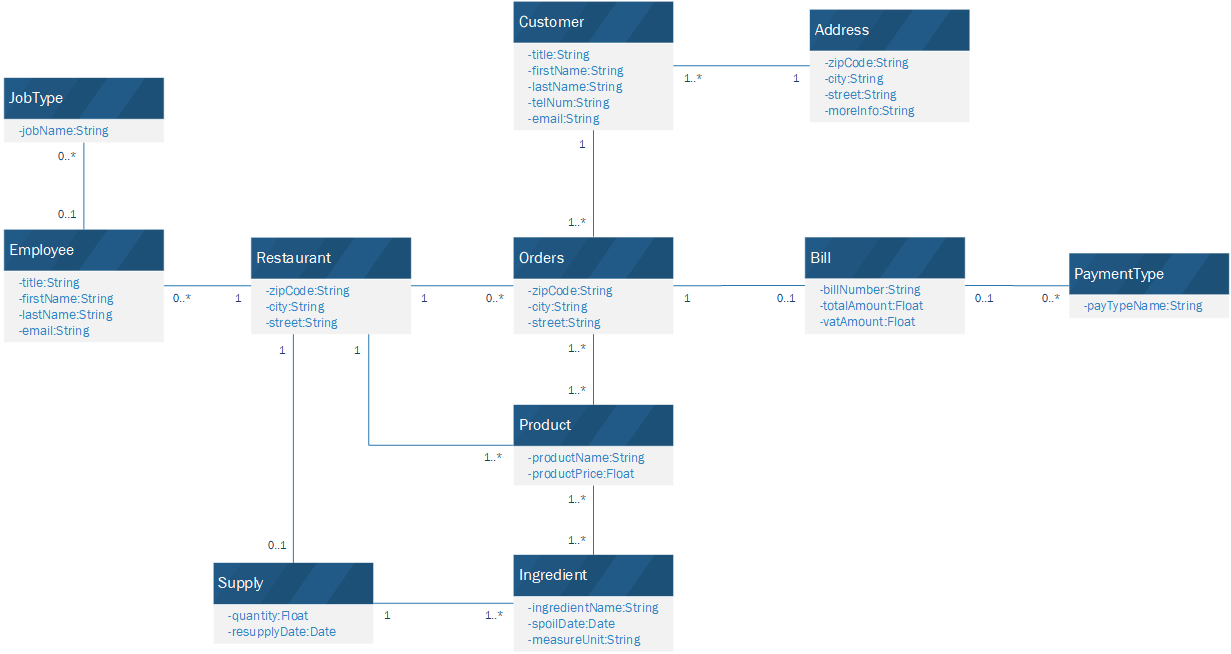 Customer
-title:String
-firstName:String
-lastName:String
-telNum:String
-email:String
1..*
1
Address
-zipCode:String
-city:String
-street:String
-moreInfo:String
JobType
-jobName:String
0..*
0..1
1
1..*
Employee
-title:String
-firstName:String
-lastName:String
-email:String
0..*
1
Restaurant
-zipCode:String
-city:String
-street:String
1
0..*
Orders
-zipCode:String
-city:String
-street:String
1
0..1
Bill
-billNumber:String
-totalAmount:Float
-vatAmount:Float
0..1
0..*
PaymentType
-payTypeName:String
1
1
1..*
1..*
Product
-productName:String
-productPrice:Float
1..*
1..*
1..*
0..1
Supply
-quantity:Float
-resupplyDate:Date
1
1..*
Ingredient
-ingredientName:String
-spoilDate:Date
-measureUnit:String